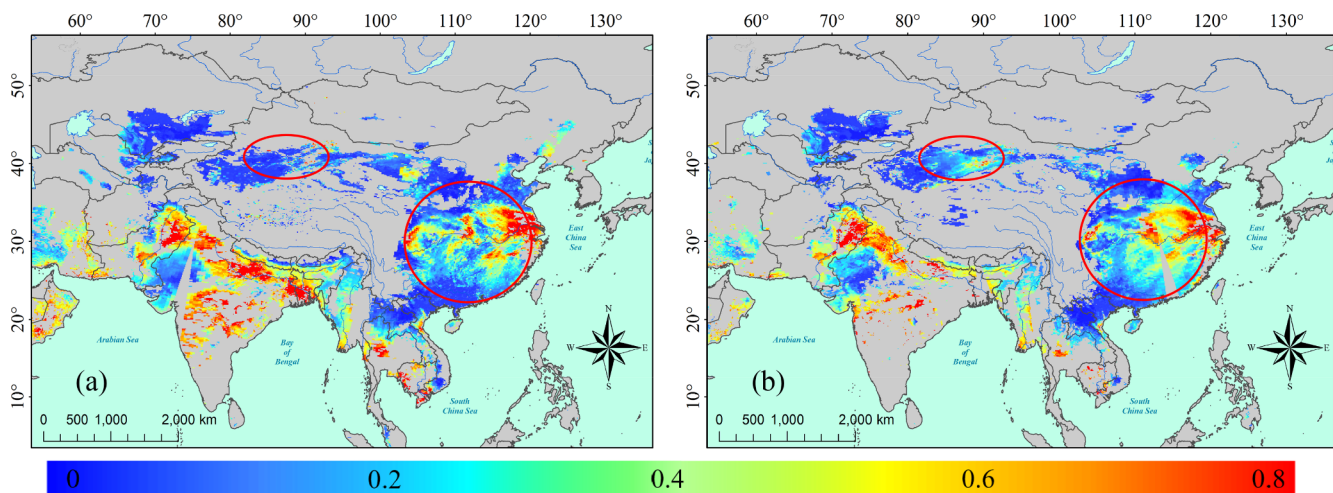 60° 70° 80° 90° 100° 110° 120° 130° 60° 70° 80° 90° 100° 110° 120° 130°
50° 50°
40° 40°
30° East China Sea 30° East China Sea
20° 20°
N N
Arabian Sea Bay of Bengal W E Arabian Sea Bay of Bengal W E
S S
10° (a) South China Sea 10° (b) South China Sea
0 500 1,000 2,000 km 0 500 1,000 2,000 km
0 0.2 0.4 0.6 0.8